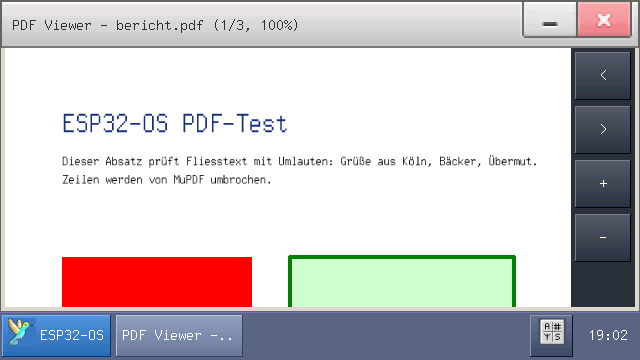 PDF Viewer - bericht.pdf (1/3, 100%)
<
>
+
-
ESP32-OS PDF-Test
Dieser Absatz prüft Fliesstext mit Umlauten: Grüße aus Köln, Bäcker, Übermut.
Zeilen werden von MuPDF umbrochen.
ESP32-OS
PDF Viewer -..
A#
TS
19:02